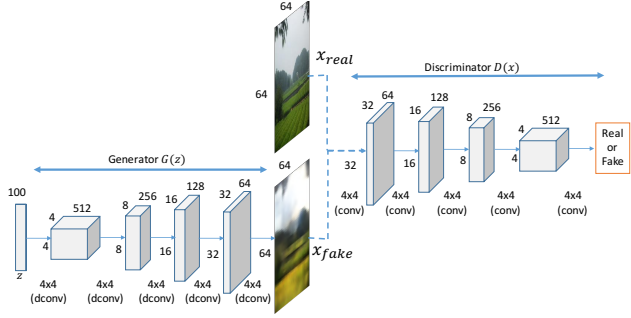 64
x_real
64
Discriminator D(x)
64
32
32
128
16
16
256
8
8
512
4
4
Real
or
Fake
4x4
(conv)
4x4
(conv)
4x4
(conv)
4x4
(conv)
4x4
(conv)
Generator G(z)
64
100
z
512
4
4
256
8
8
128
16
16
64
32
32
64
x_fake
4x4
(dconv)
4x4
(dconv)
4x4
(dconv)
4x4
(dconv)
4x4
(dconv)